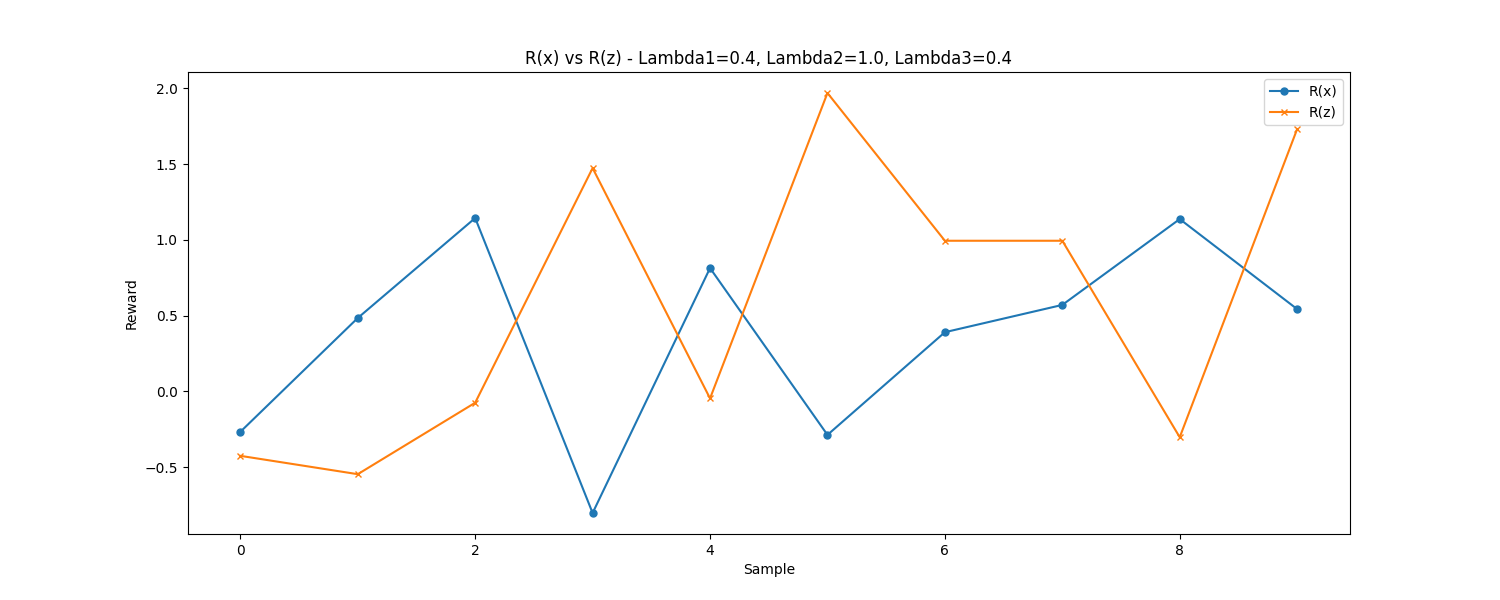 R(x) vs R(z) - Lambda1=0.4, Lambda2=1.0, Lambda3=0.4
R(x)
R(z)
2.0
1.5
1.0
0.5
0.0
−0.5
Reward
0 2 4 6 8
Sample